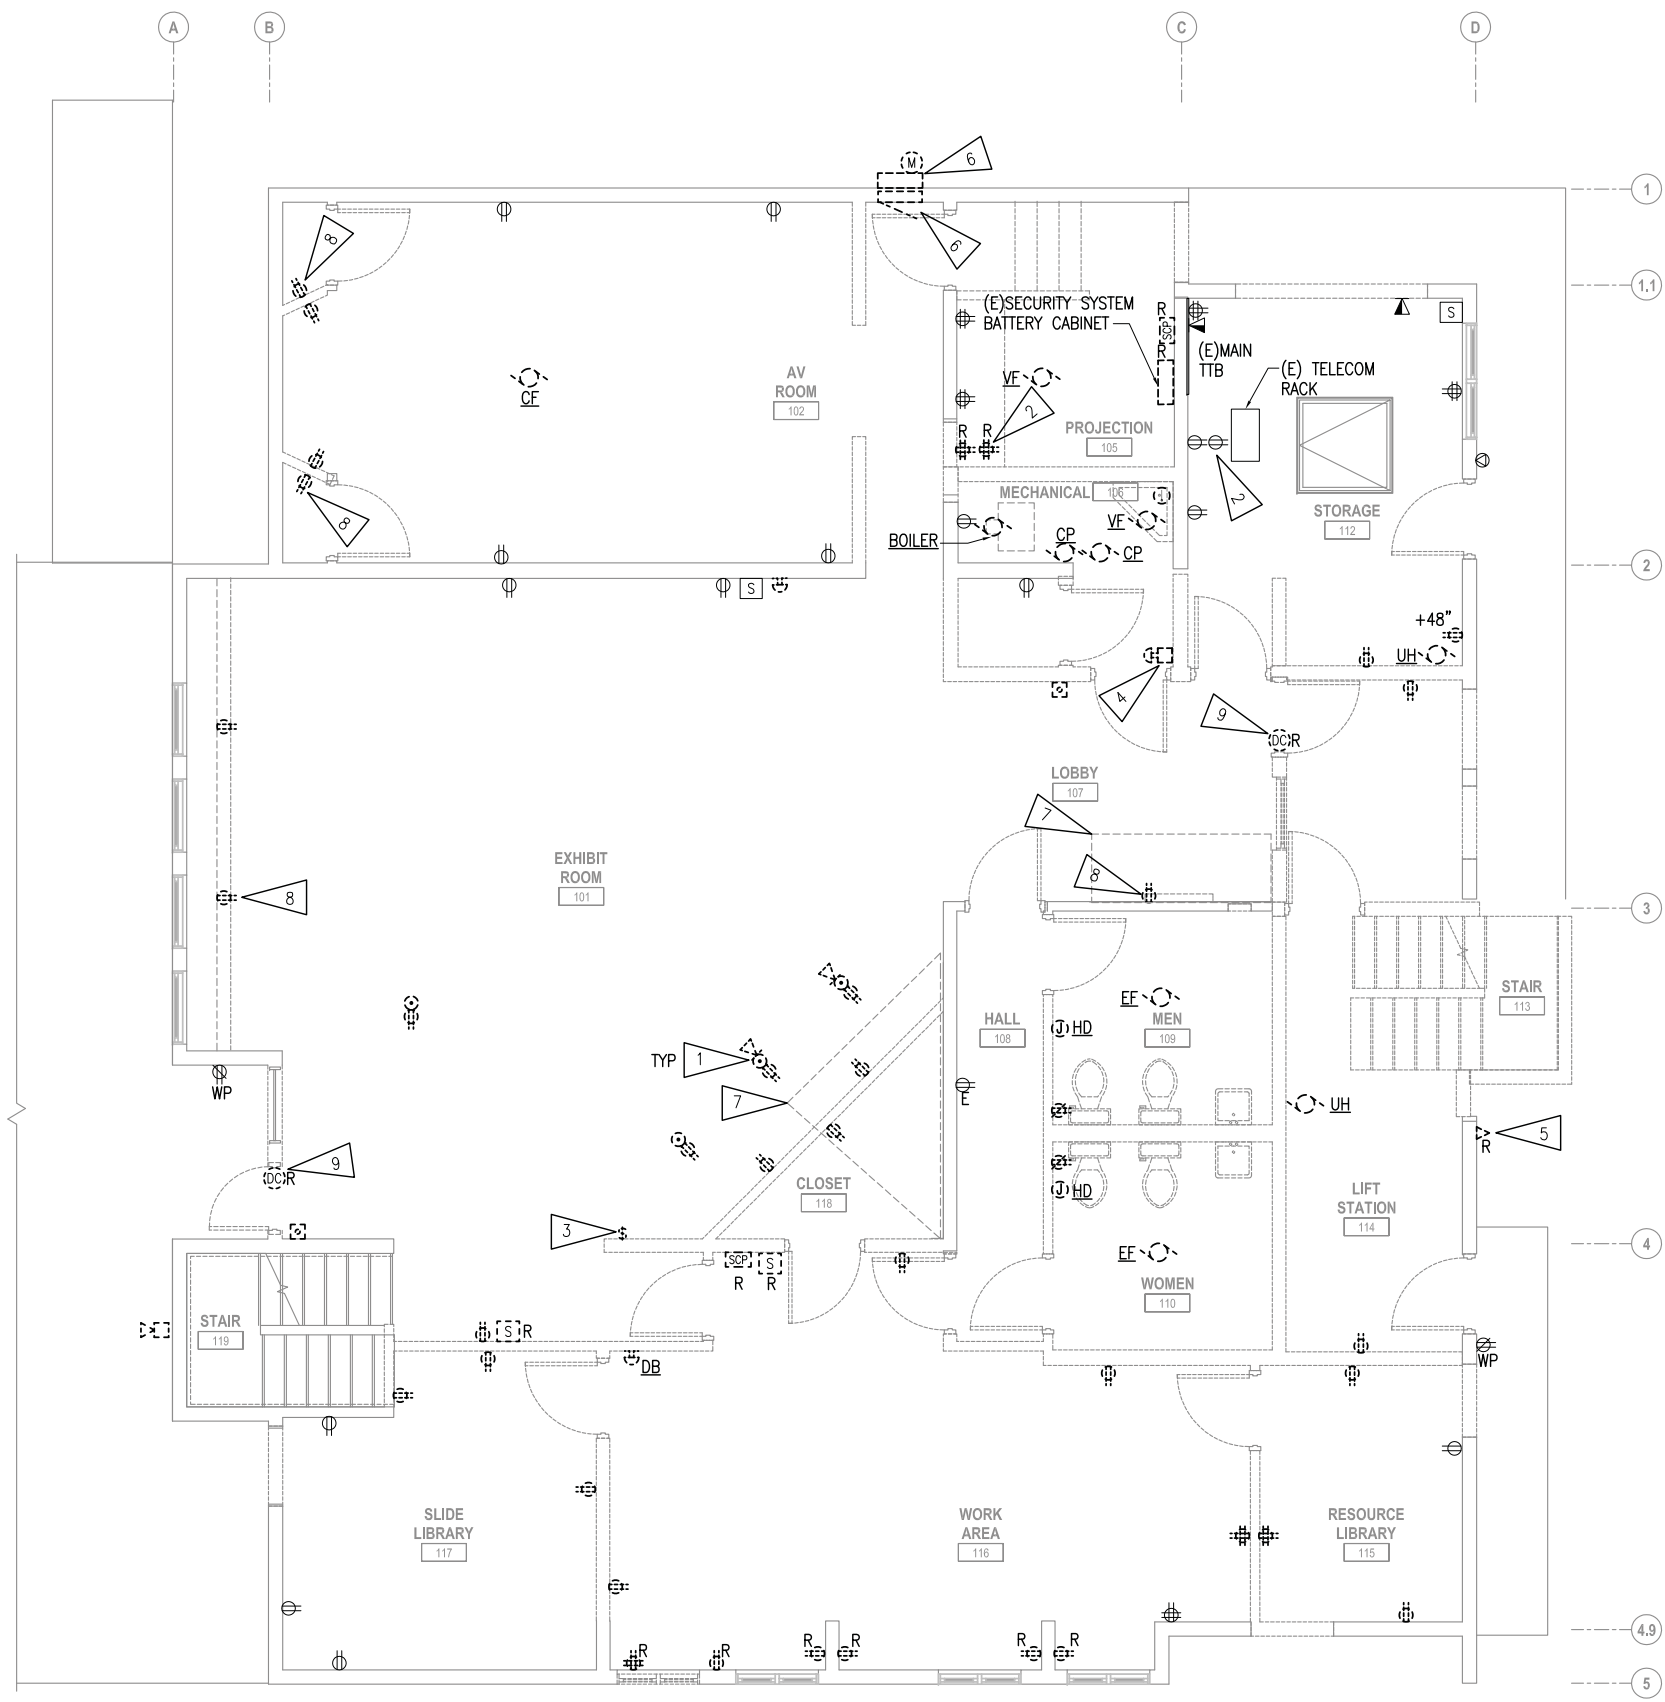 A
B
C
D
M
6
1
8
6
1.1
(E)SECURITY SYSTEM
BATTERY CABINET
R
SCP
R
S
(E)MAIN
TTB
(E) TELECOM
RACK
CF
AV
ROOM
102
VF
2
R
R
PROJECTION
105
8
MECHANICAL
106
VF
2
STORAGE
112
BOILER
CP
CP
2
S
+48"
UH
4
9
DC
R
LOBBY
107
7
8
EXHIBIT
ROOM
101
8
3
STAIR
113
EF
HALL
108
J
HD
MEN
109
TYP
1
7
WP
E
UH
5
R
9
DC
R
CLOSET
118
J
HD
LIFT
STATION
114
3
$
4
SCP
R
S
R
EF
WOMEN
110
STAIR
119
S
R
DB
WP
SLIDE
LIBRARY
117
WORK
AREA
116
RESOURCE
LIBRARY
115
R
R
R
R
R
R
4.9
5